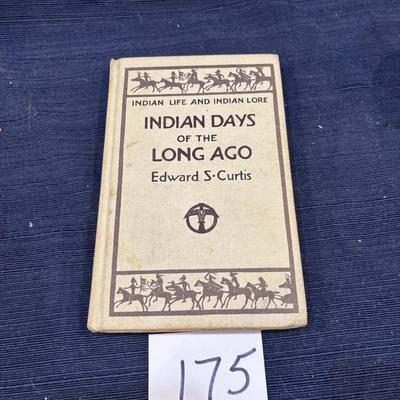 INDIAN LIFE AND INDIAN LORE
INDIAN DAYS
OF THE
LONG AGO
Edward S. Curtis
175